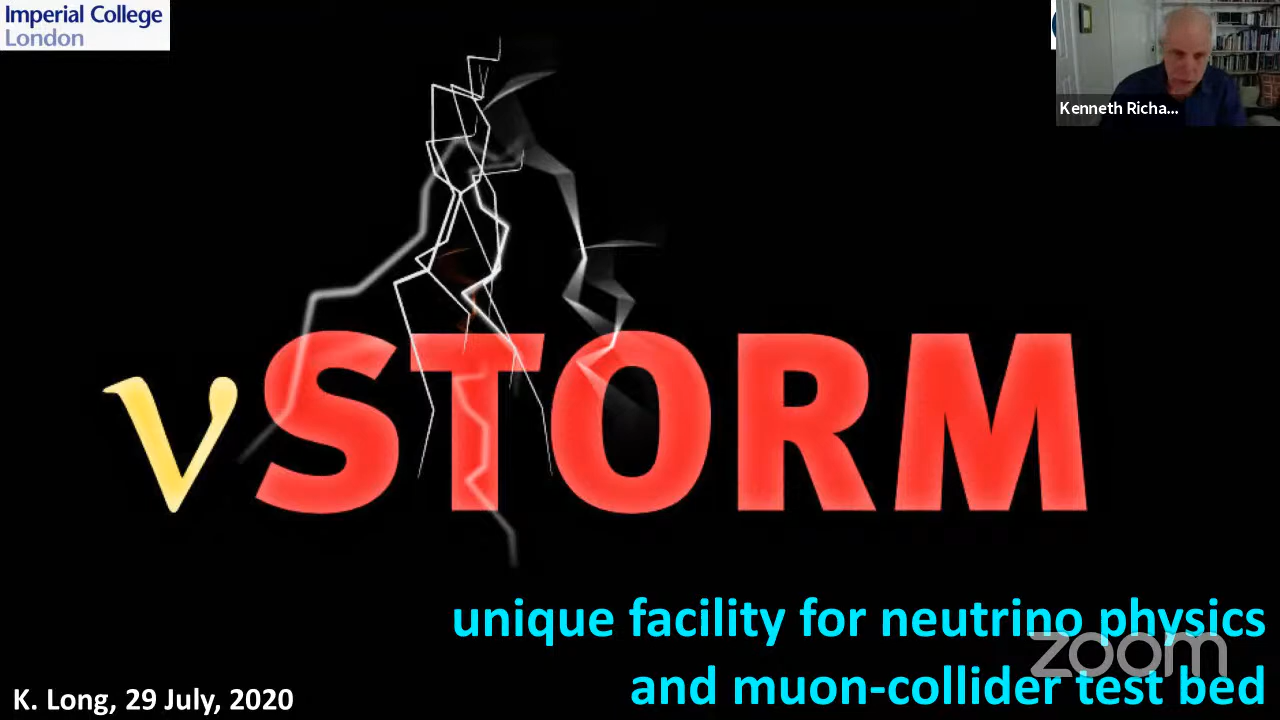 Imperial College
London
Kenneth Richa...
νSTORM
unique facility for neutrino physics
and muon-collider test bed
zoom
K. Long, 29 July, 2020